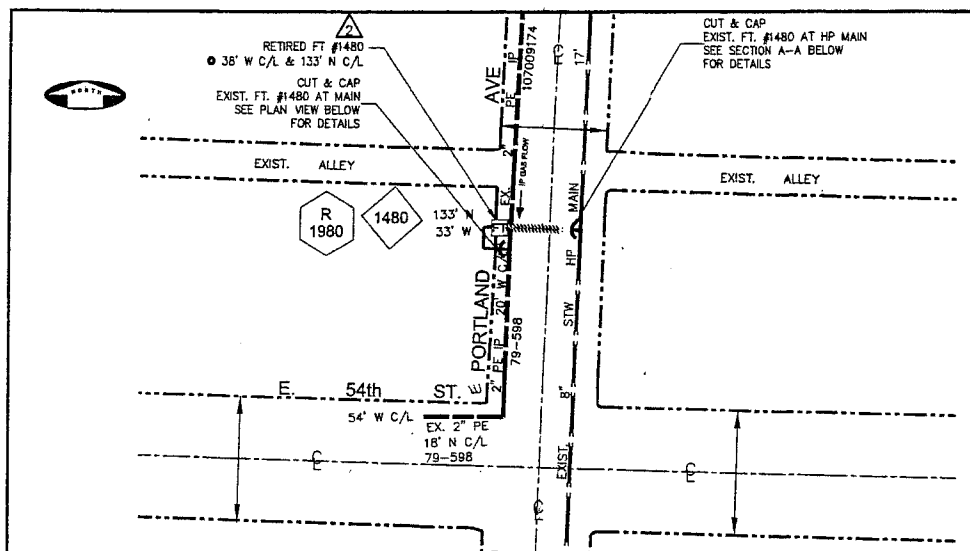 2
RETIRED FT #1480
@ 38' W C/L & 133' N C/L
CUT & CAP
EXIST. FT. #1480 AT MAIN
SEE PLAN VIEW BELOW
FOR DETAILS
CUT & CAP
EXIST. FT. #1480 AT HP MAIN
SEE SECTION A-A BELOW
FOR DETAILS
NORTH
EXIST. ALLEY
EXIST. ALLEY
R
1980
1480
133' N
33' W
E PORTLAND AVE
EX. 2" PE IP
107009174
IP GAS FLOW
2" PE IP 20' W C/L
79-598
17'
EXIST. 8" STW HP MAIN
E. 54th ST.
54' W C/L
EX. 2" PE
18' N C/L
79-598